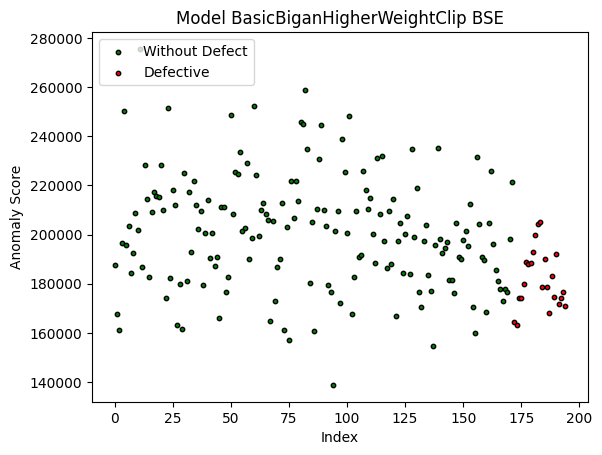 Model BasicBiganHigherWeightClip BSE
280000
260000
240000
220000
200000
180000
160000
140000
Anomaly Score
Without Defect
Defective
0 25 50 75 100 125 150 175 200
Index